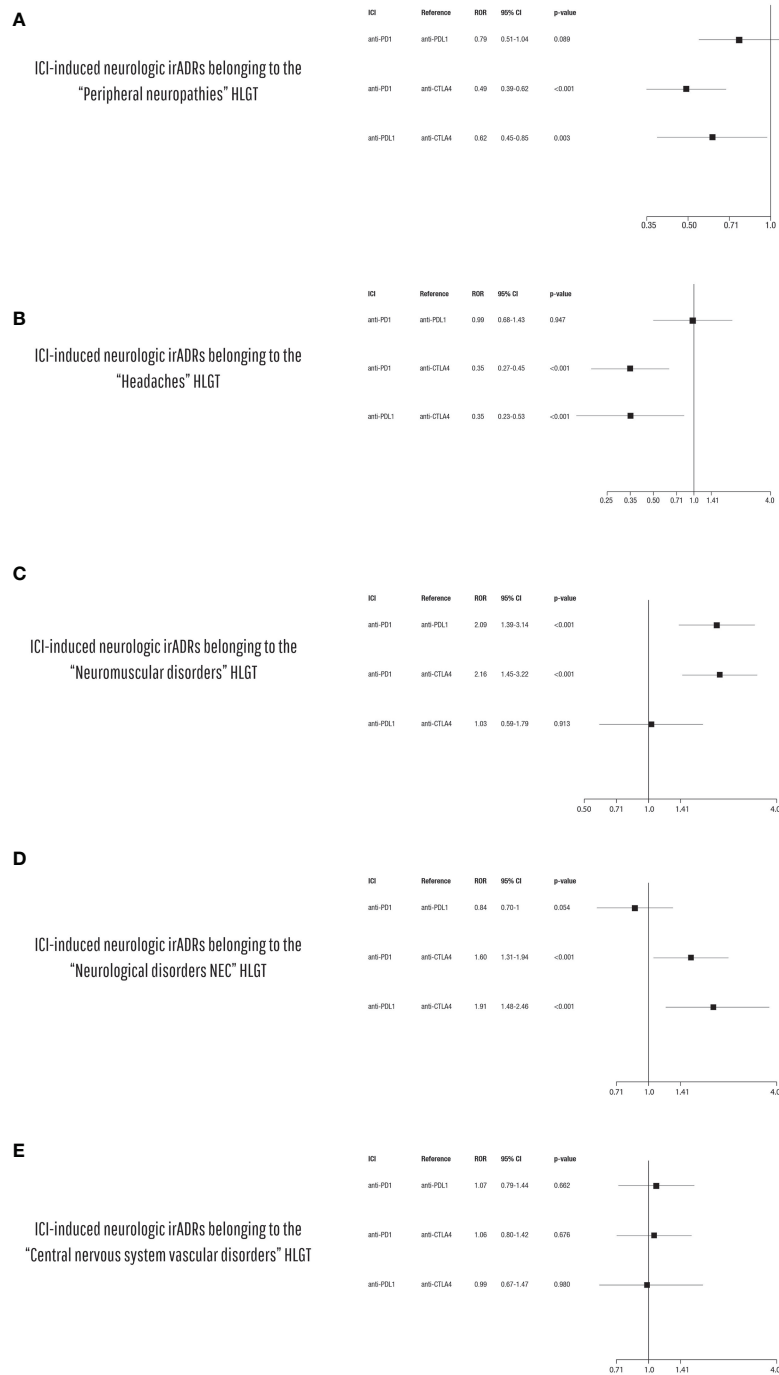 A
ICI-induced neurologic irADRs belonging to the
“Peripheral neuropathies” HLGT
ICI Reference ROR 95% CI p-value
anti-PD1 anti-PDL1 0.79 0.51-1.04 0.089
anti-PD1 anti-CTLA4 0.49 0.39-0.62 <0.001
anti-PDL1 anti-CTLA4 0.62 0.45-0.85 0.003
0.35 0.50 0.71 1.0
B
ICI-induced neurologic irADRs belonging to the
“Headaches” HLGT
ICI Reference ROR 95% CI p-value
anti-PD1 anti-PDL1 0.99 0.68-1.43 0.947
anti-PD1 anti-CTLA4 0.35 0.27-0.45 <0.001
anti-PDL1 anti-CTLA4 0.35 0.23-0.53 <0.001
0.25 0.35 0.50 0.71 1.0 1.41 4.0
C
ICI-induced neurologic irADRs belonging to the
“Neuromuscular disorders” HLGT
ICI Reference ROR 95% CI p-value
anti-PD1 anti-PDL1 2.09 1.39-3.14 <0.001
anti-PD1 anti-CTLA4 2.16 1.45-3.22 <0.001
anti-PDL1 anti-CTLA4 1.03 0.59-1.79 0.913
0.50 0.71 1.0 1.41 4.0
D
ICI-induced neurologic irADRs belonging to the
“Neurological disorders NEC” HLGT
ICI Reference ROR 95% CI p-value
anti-PD1 anti-PDL1 0.84 0.70-1 0.054
anti-PD1 anti-CTLA4 1.60 1.31-1.94 <0.001
anti-PDL1 anti-CTLA4 1.91 1.48-2.46 <0.001
0.71 1.0 1.41 4.0
E
ICI-induced neurologic irADRs belonging to the
“Central nervous system vascular disorders” HLGT
ICI Reference ROR 95% CI p-value
anti-PD1 anti-PDL1 1.07 0.79-1.44 0.662
anti-PD1 anti-CTLA4 1.06 0.80-1.42 0.676
anti-PDL1 anti-CTLA4 0.99 0.67-1.47 0.980
0.71 1.0 1.41 4.0